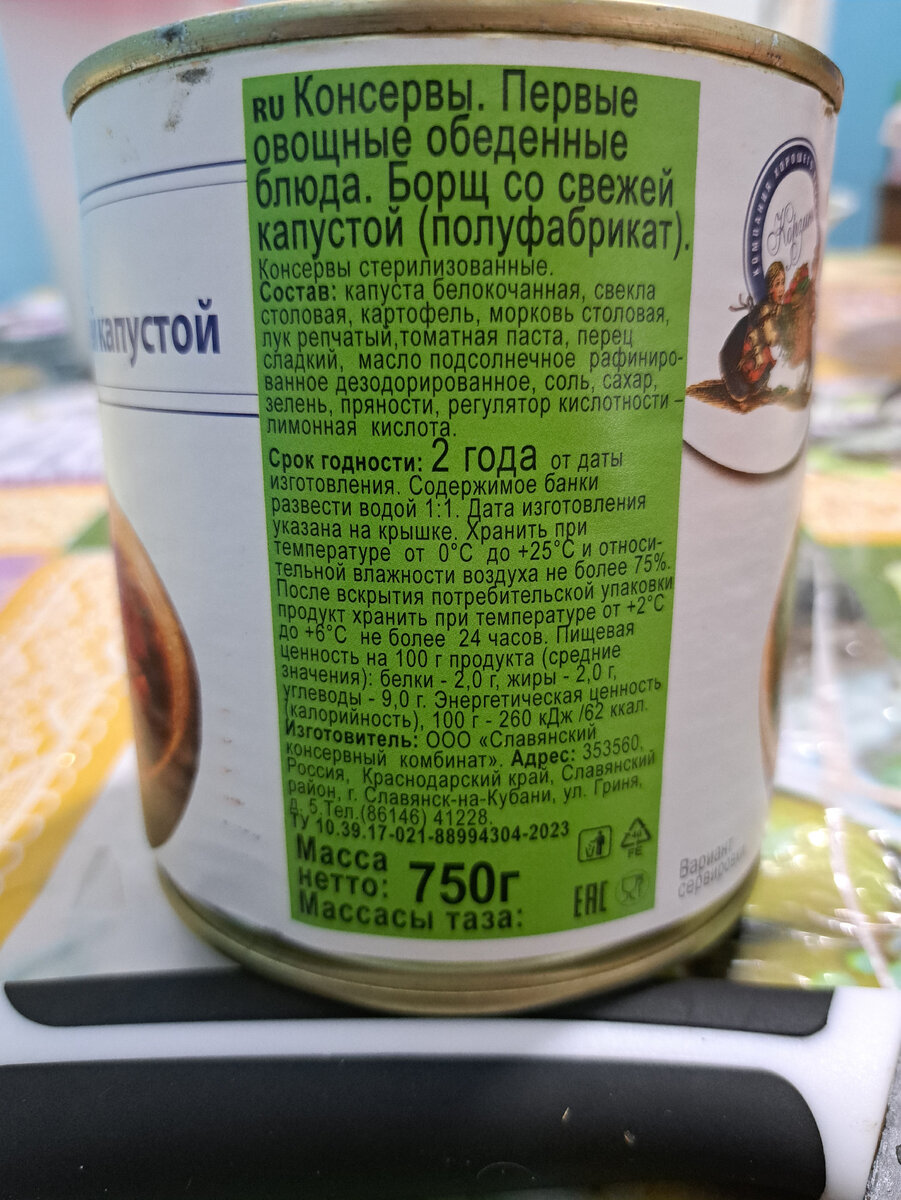 RU Консервы. Первые
овощные обеденные
блюда. Борщ со свежей
капустой (полуфабрикат).
Консервы стерилизованные.
Состав: капуста белокочанная, свекла
столовая, картофель, морковь столовая,
лук репчатый,томатная паста, перец
сладкий, масло подсолнечное рафиниро-
ванное дезодорированное, соль, сахар,
зелень, пряности, регулятор кислотности –
лимонная кислота.
Срок годности: 2 года от даты
изготовления. Содержимое банки
развести водой 1:1. Дата изготовления
указана на крышке. Хранить при
температуре от 0°С до +25°С и относи-
тельной влажности воздуха не более 75%.
После вскрытия потребительской упаковки
продукт хранить при температуре от +2°С
до +6°С не более 24 часов. Пищевая
ценность на 100 г продукта (средние
значения): белки - 2,0 г, жиры - 2,0 г,
углеводы - 9,0 г. Энергетическая ценность
(калорийность), 100 г - 260 кДж /62 ккал.
Изготовитель: ООО «Славянский
консервный комбинат». Адрес: 353560,
Россия, Краснодарский край, Славянский
район, г. Славянск-на-Кубани, ул. Гриня,
д. 5,Тел.(86146) 41228.
ТУ 10.39.17-021-88994304-2023
Масса
нетто: 750г
Массасы таза:
EAC
FE
капустой
КОМПАНИЯ
Вариант
сервировки